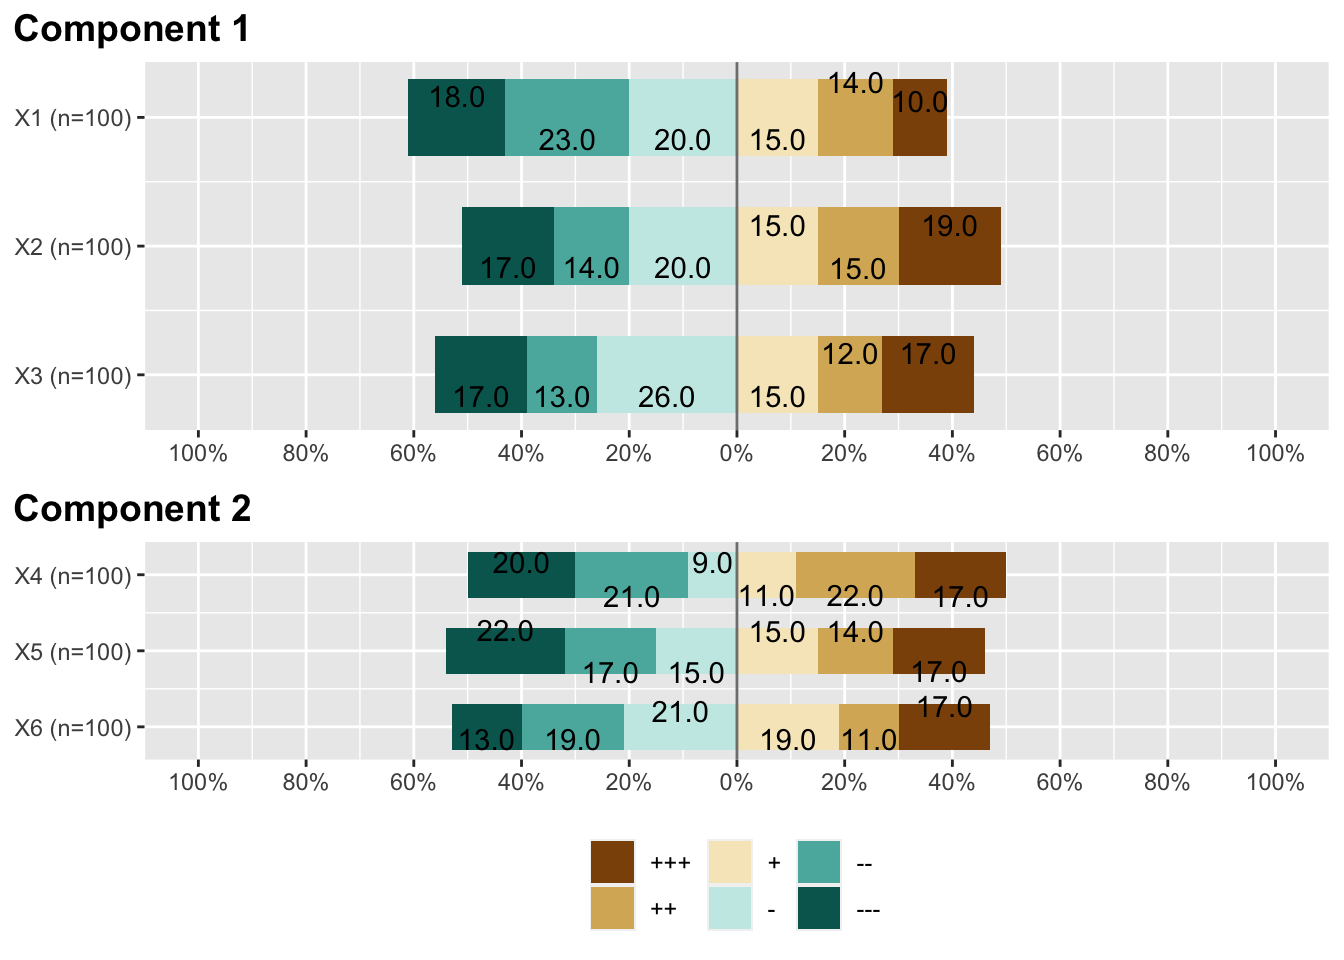 Component 1
14.0
18.0 10.0
X1 (n=100)
23.0 20.0 15.0
15.0 19.0
X2 (n=100)
17.0 14.0 20.0 15.0
12.0 17.0
X3 (n=100)
17.0 13.0 26.0 15.0
100% 80% 60% 40% 20% 0% 20% 40% 60% 80% 100%
Component 2
20.0 9.0
X4 (n=100)
21.0 11.0 22.0 17.0
22.0 15.0 14.0
X5 (n=100)
17.0 15.0 17.0
21.0 17.0
X6 (n=100)
13.0 19.0 19.0 11.0
100% 80% 60% 40% 20% 0% 20% 40% 60% 80% 100%
+++ + --
++ - ---